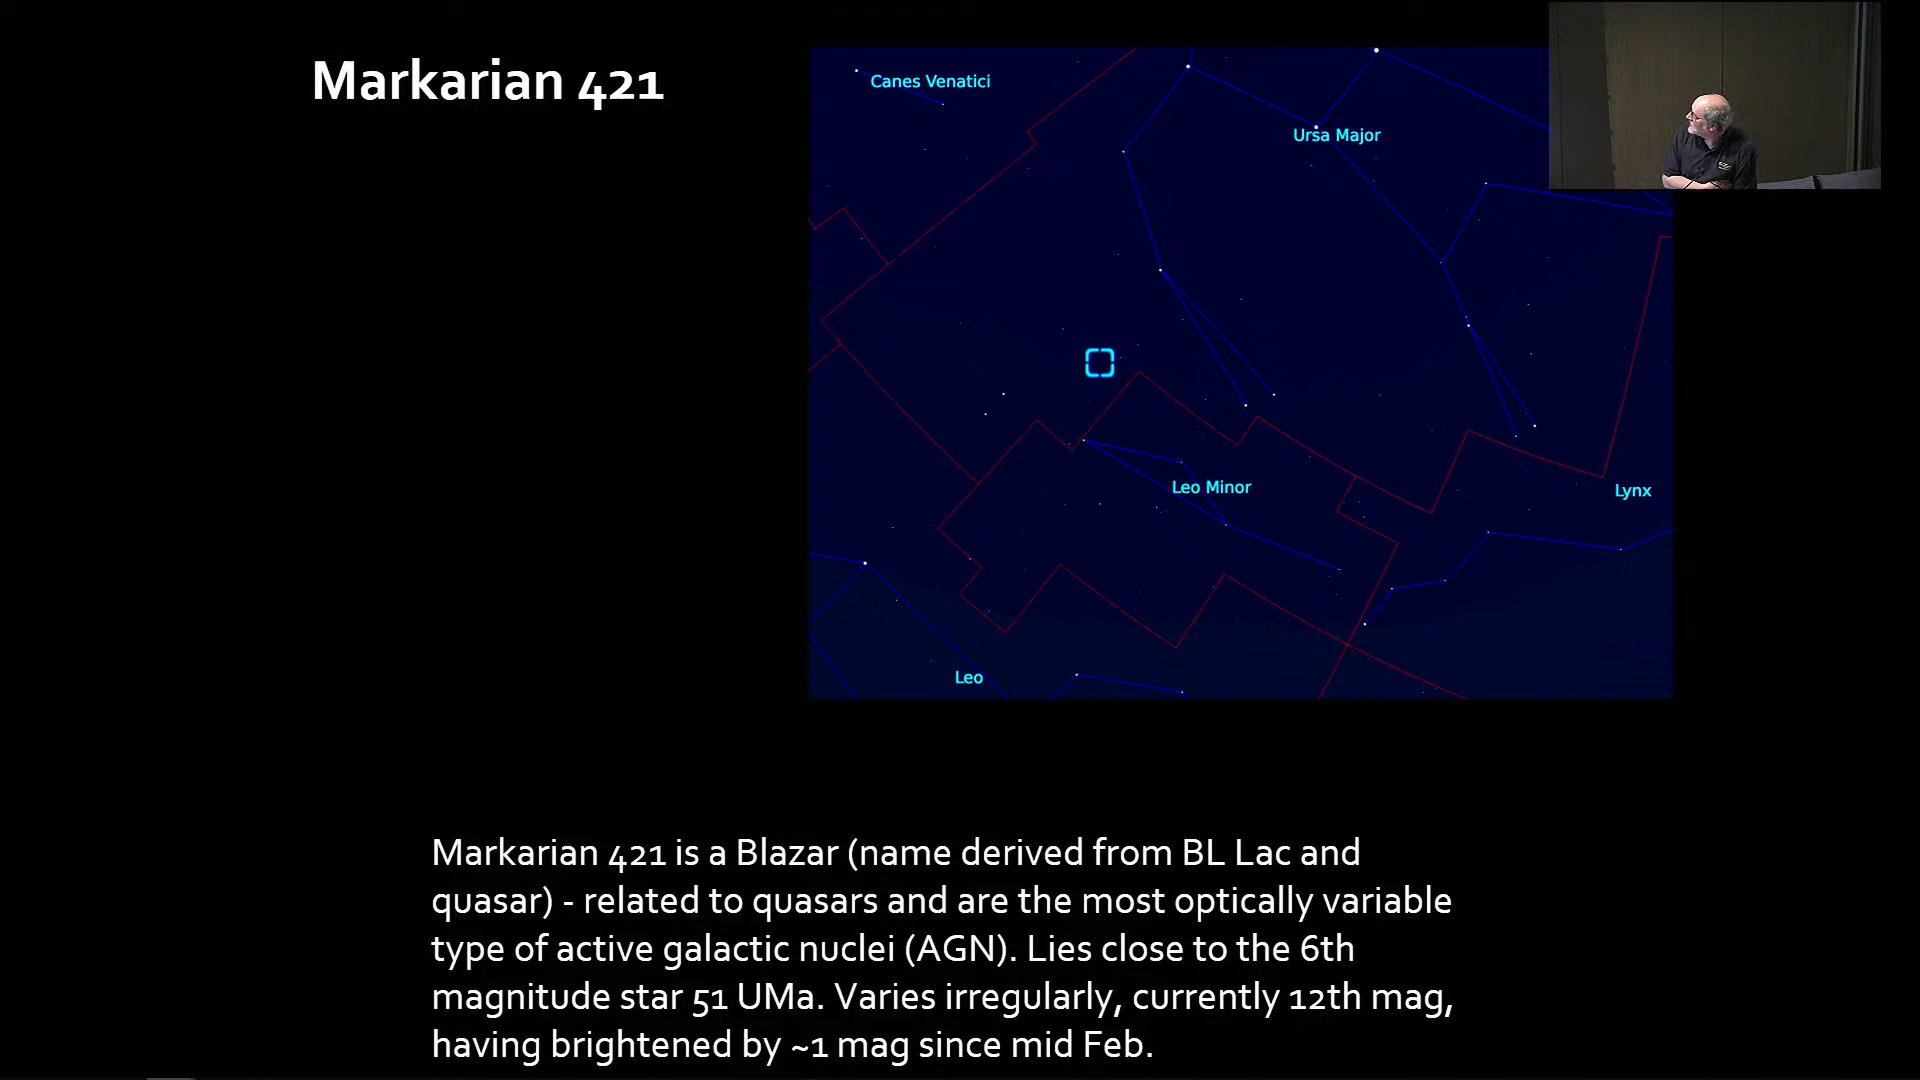 Markarian 421
Canes Venatici
Ursa Major
Leo Minor
Lynx
Leo
Markarian 421 is a Blazar (name derived from BL Lac and
quasar) - related to quasars and are the most optically variable
type of active galactic nuclei (AGN). Lies close to the 6th
magnitude star 51 UMa. Varies irregularly, currently 12th mag,
having brightened by ~1 mag since mid Feb.